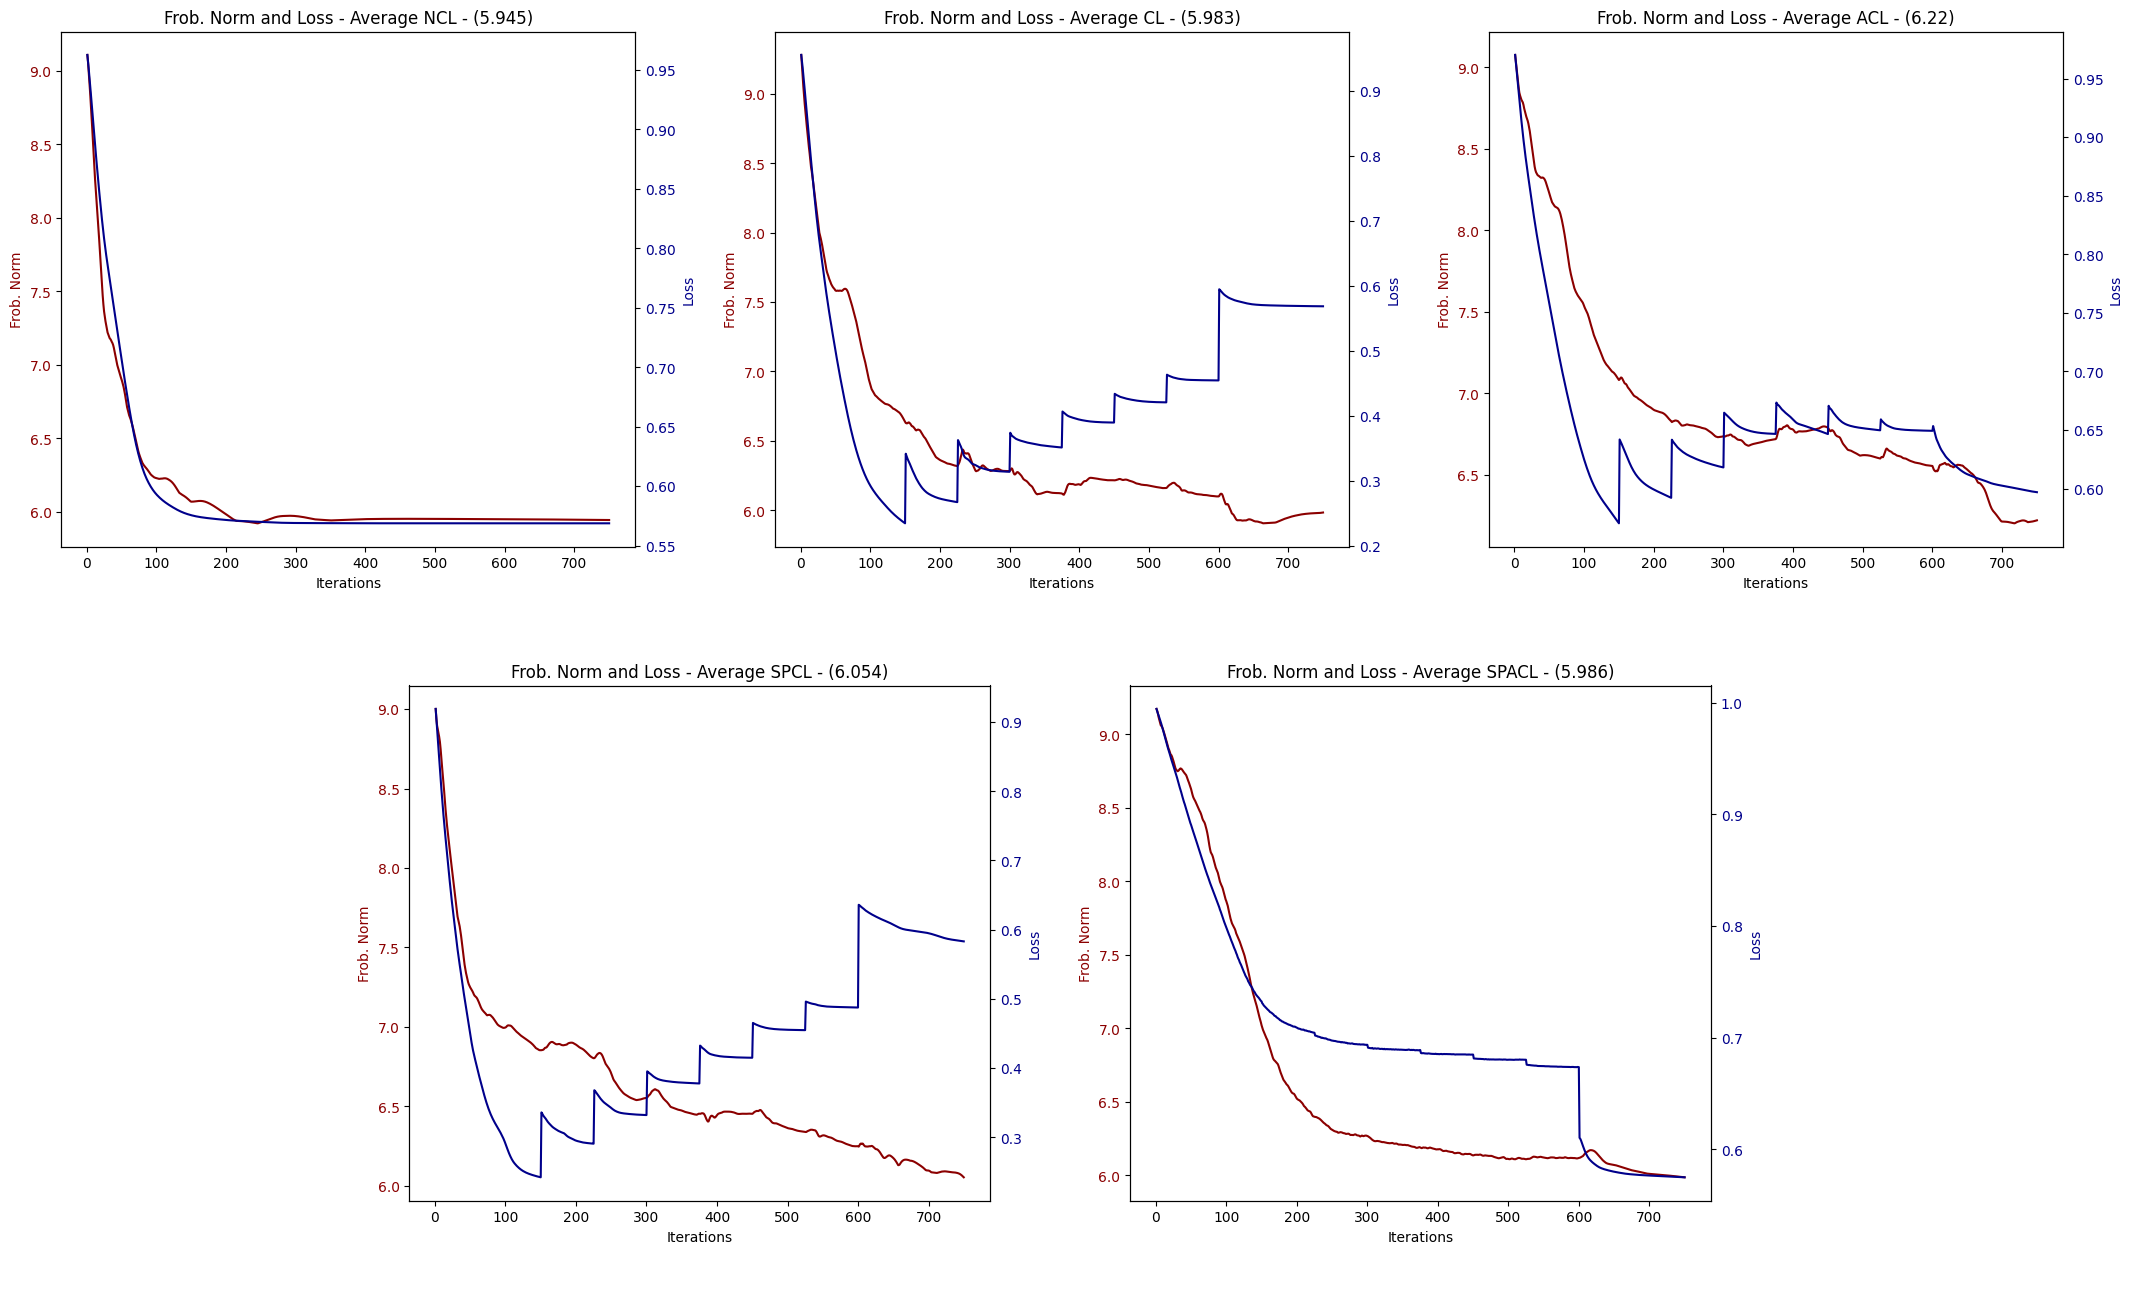 Frob. Norm and Loss - Average NCL - (5.945)
Frob. Norm
9.0
8.5
8.0
7.5
7.0
6.5
6.0
0.95
0.90
0.85
0.80
0.75
0.70
0.65
0.60
0.55
Loss
0 100 200 300 400 500 600 700
Iterations
Frob. Norm and Loss - Average CL - (5.983)
Frob. Norm
9.0
8.5
8.0
7.5
7.0
6.5
6.0
0.9
0.8
0.7
0.6
0.5
0.4
0.3
0.2
Loss
0 100 200 300 400 500 600 700
Iterations
Frob. Norm and Loss - Average ACL - (6.22)
Frob. Norm
9.0
8.5
8.0
7.5
7.0
6.5
0.95
0.90
0.85
0.80
0.75
0.70
0.65
0.60
Loss
0 100 200 300 400 500 600 700
Iterations
Frob. Norm and Loss - Average SPCL - (6.054)
Frob. Norm
9.0
8.5
8.0
7.5
7.0
6.5
6.0
0.9
0.8
0.7
0.6
0.5
0.4
0.3
Loss
0 100 200 300 400 500 600 700
Iterations
Frob. Norm and Loss - Average SPACL - (5.986)
Frob. Norm
9.0
8.5
8.0
7.5
7.0
6.5
6.0
1.0
0.9
0.8
0.7
0.6
Loss
0 100 200 300 400 500 600 700
Iterations